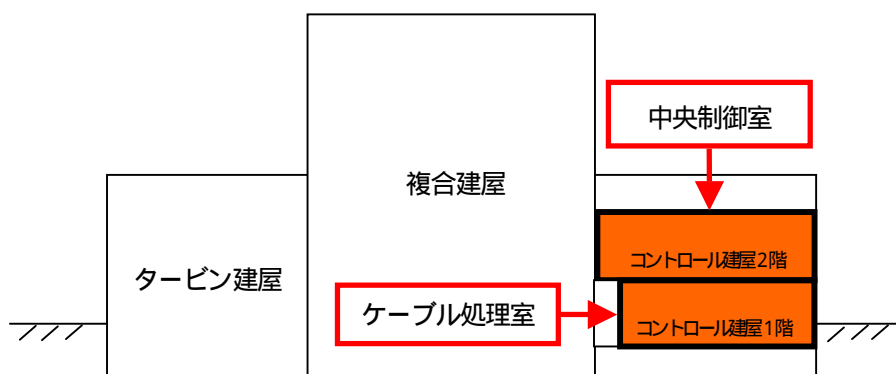 中央制御室
複合建屋
コントロール建屋2階
タービン建屋
ケーブル処理室
コントロール建屋1階